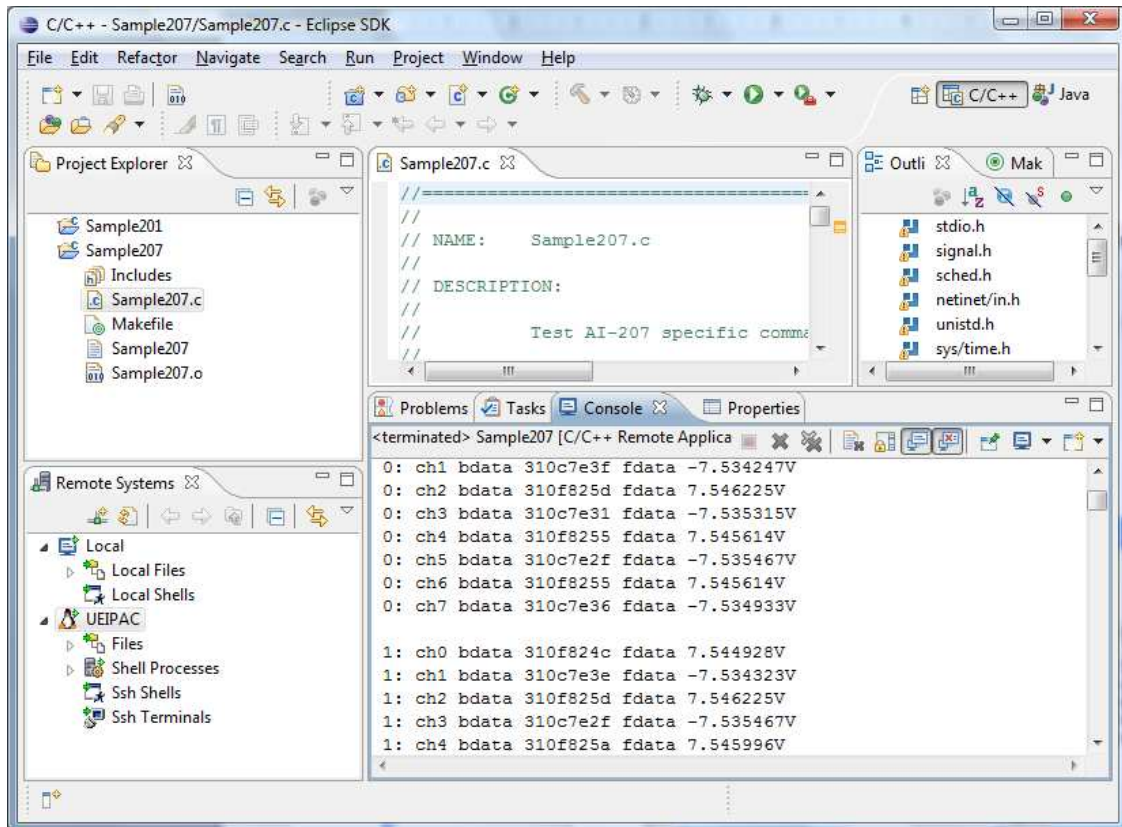 C/C++ - Sample207/Sample207.c - Eclipse SDK
File Edit Refactor Navigate Search Run Project Window Help
C/C++ Java
Project Explorer
Sample201
Sample207
Includes
Sample207.c
Makefile
Sample207
Sample207.o
Sample207.c
//=============================================
//
// NAME: Sample207.c
//
// DESCRIPTION:
//
// Test AI-207 specific comma
//
Outli Mak
stdio.h
signal.h
sched.h
netinet/in.h
unistd.h
sys/time.h
Remote Systems
Local
Local Files
Local Shells
UEIPAC
Files
Shell Processes
Ssh Shells
Ssh Terminals
Problems Tasks Console Properties
<terminated> Sample207 [C/C++ Remote Applica
0: ch1 bdata 310c7e3f fdata -7.534247V
0: ch2 bdata 310f825d fdata 7.546225V
0: ch3 bdata 310c7e31 fdata -7.535315V
0: ch4 bdata 310f8255 fdata 7.545614V
0: ch5 bdata 310c7e2f fdata -7.535467V
0: ch6 bdata 310f8255 fdata 7.545614V
0: ch7 bdata 310c7e36 fdata -7.534933V
1: ch0 bdata 310f824c fdata 7.544928V
1: ch1 bdata 310c7e3e fdata -7.534323V
1: ch2 bdata 310f825d fdata 7.546225V
1: ch3 bdata 310c7e2f fdata -7.535467V
1: ch4 bdata 310f825a fdata 7.545996V